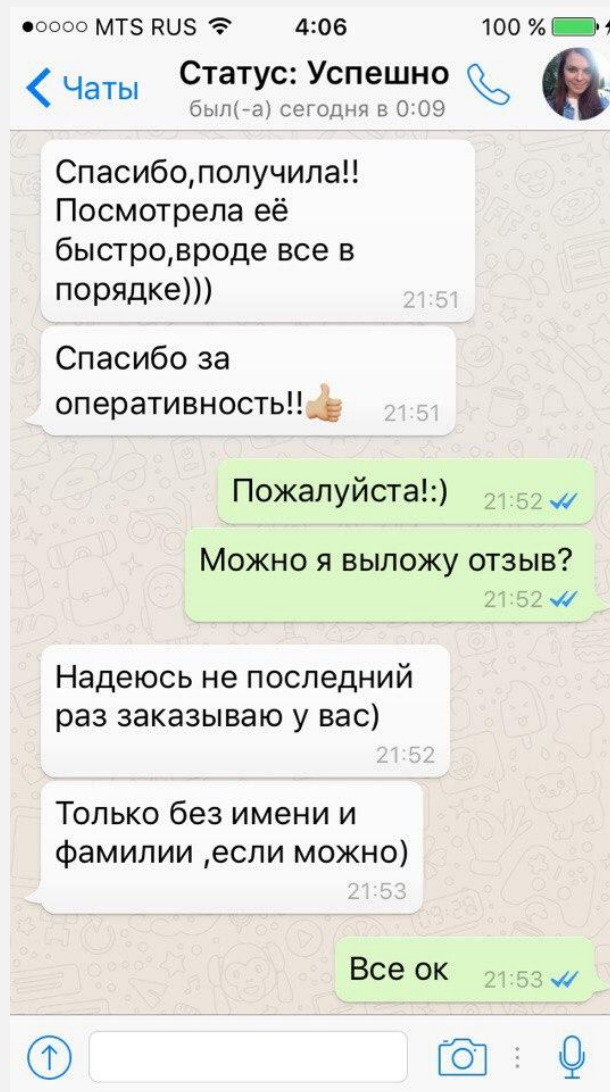 MTS RUS 4:06 100 %
Чаты Статус: Успешно
был(-а) сегодня в 0:09
Спасибо,получила!!
Посмотрела её
быстро,вроде все в
порядке))) 21:51
Спасибо за
оперативность!!👍🏼 21:51
Пожалуйста!:) 21:52
Можно я выложу отзыв?
21:52
Надеюсь не последний
раз заказываю у вас)
21:52
Только без имени и
фамилии ,если можно)
21:53
Все ок 21:53